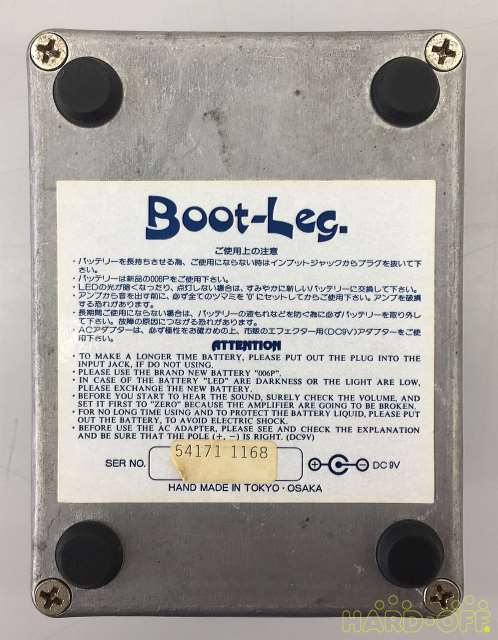 Boot-Leg.
ご使用上の注意
・バッテリーを長持ちさせる為、ご使用にならない時はインプットジャックからプラグを抜いて下
さい。
・バッテリーは新品の006Pをご使用下さい。
・LEDの光が暗くなったり、点灯しない場合は、すみやかに新しいバッテリーに交換して下さい。
・アンプから音を出す前に、必ず全てのツマミを'0'にセットしてからご使用下さい。アンプを破損
する恐れがあります。
・長期間ご使用にならない場合は、バッテリーの液もれなどを防ぐ為に必ずバッテリーを取り外し
て下さい。故障の原因につながる恐れがあります。
・ACアダプターは、必ず極性をお確かめの上、市販のエフェクター用(DC9V)アダプターをご使
用下さい。
ATTENTION
・TO MAKE A LONGER TIME BATTERY, PLEASE PUT OUT THE PLUG INTO THE
INPUT JACK, IF DO NOT USING.
・PLEASE USE THE BRAND NEW BATTERY "006P".
・IN CASE OF THE BATTERY "LED" ARE DARKNESS OR THE LIGHT ARE LOW,
PLEASE EXCHANGE THE NEW BATTERY.
・BEFORE YOU START TO HEAR THE SOUND, SURELY CHECK THE VOLUME, AND
SET IT FIRST TO "ZERO" BECAUSE THE AMPLIFIER ARE GOING TO BE BROKEN.
・FOR NO LONG TIME USING AND TO PROTECT THE BATTERY LIQUID, PLEASE PUT
OUT THE BATTERY, TO AVOID ELECTRIC SHOCK.
・BEFORE USE THE AC ADAPTER, PLEASE SEE AND CHECK THE EXPLANATION
AND BE SURE THAT THE POLE (+, −) IS RIGHT. (DC9V)
SER NO. 54171 1168 + − DC 9V
HAND MADE IN TOKYO・OSAKA
HARD-OFF